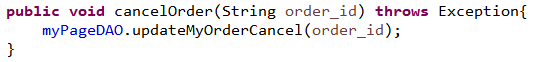 public void cancelOrder(String order_id) throws Exception{
    myPageDAO.updateMyOrderCancel(order_id);
}